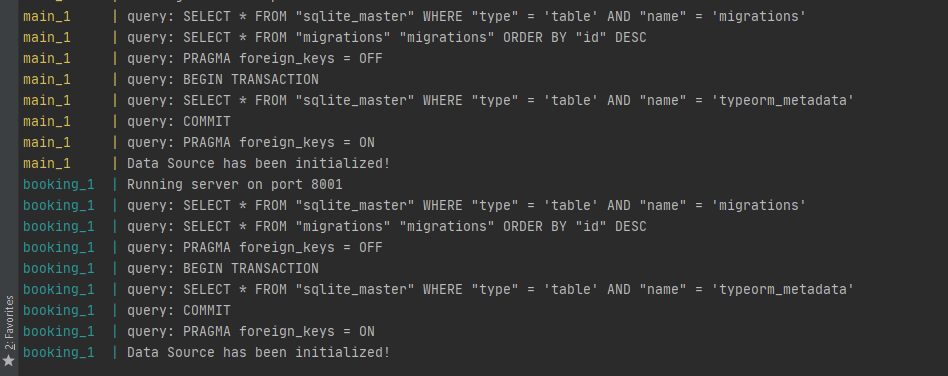 main_1 | query: SELECT * FROM "sqlite_master" WHERE "type" = 'table' AND "name" = 'migrations'
main_1 | query: SELECT * FROM "migrations" "migrations" ORDER BY "id" DESC
main_1 | query: PRAGMA foreign_keys = OFF
main_1 | query: BEGIN TRANSACTION
main_1 | query: SELECT * FROM "sqlite_master" WHERE "type" = 'table' AND "name" = 'typeorm_metadata'
main_1 | query: COMMIT
main_1 | query: PRAGMA foreign_keys = ON
main_1 | Data Source has been initialized!
booking_1 | Running server on port 8001
booking_1 | query: SELECT * FROM "sqlite_master" WHERE "type" = 'table' AND "name" = 'migrations'
booking_1 | query: SELECT * FROM "migrations" "migrations" ORDER BY "id" DESC
booking_1 | query: PRAGMA foreign_keys = OFF
booking_1 | query: BEGIN TRANSACTION
booking_1 | query: SELECT * FROM "sqlite_master" WHERE "type" = 'table' AND "name" = 'typeorm_metadata'
booking_1 | query: COMMIT
booking_1 | query: PRAGMA foreign_keys = ON
booking_1 | Data Source has been initialized!
2: Favorites